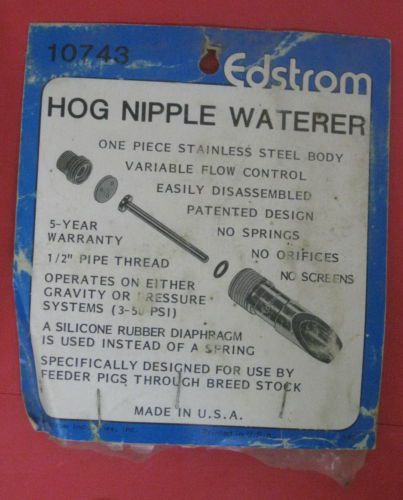 10743
Edstrom
HOG NIPPLE WATERER
ONE PIECE STAINLESS STEEL BODY
VARIABLE FLOW CONTROL
EASILY DISASSEMBLED
PATENTED DESIGN
NO SPRINGS
NO ORIFICES
NO SCREENS
5-YEAR
WARRANTY
1/2" PIPE THREAD
OPERATES ON EITHER
GRAVITY OR PRESSURE
SYSTEMS (3-50 PSI)
A SILICONE RUBBER DIAPHRAGM
IS USED INSTEAD OF A SPRING
SPECIFICALLY DESIGNED FOR USE BY
FEEDER PIGS THROUGH BREED STOCK
MADE IN U.S.A.
Inc. Printed in U.S.A.